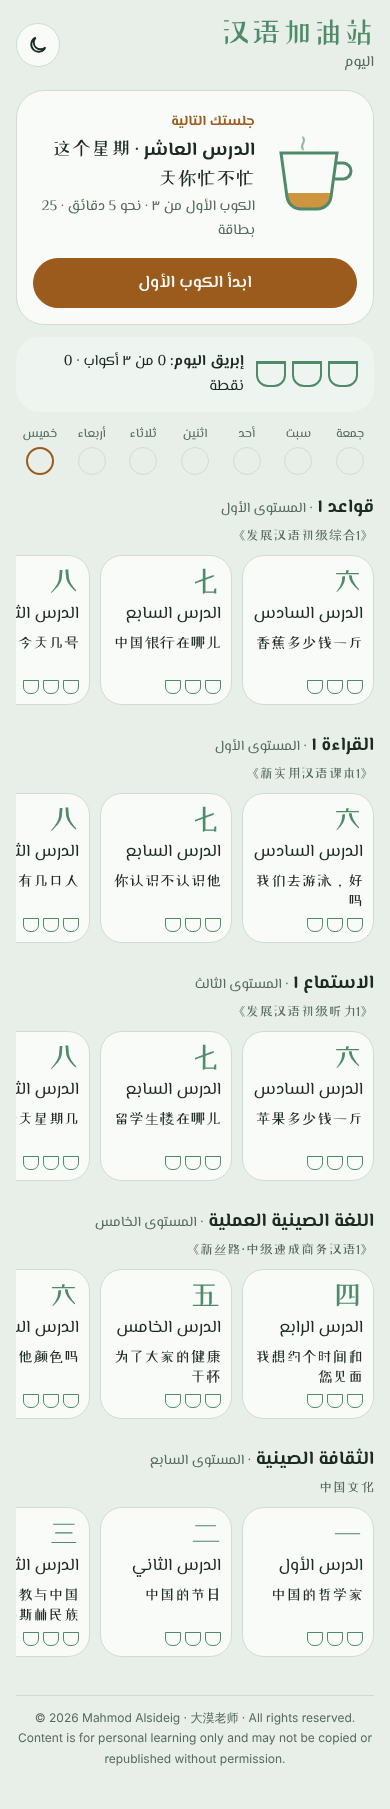 汉语加油站
اليوم
جلستك التالية
الدرس العاشر · 这个星期
天你忙不忙
الكوب الأول من ٣ · نحو 5 دقائق · 25
بطاقة
ابدأ الكوب الأول
إبريق اليوم: 0 من ٣ أكواب · 0
نقطة
جمعة سبت أحد اثنين ثلاثاء أربعاء خميس
قواعد ١ · المستوى الأول
《发展汉语初级综合1》
六 七 八
الدرس السادس الدرس السابع الدرس
香蕉多少钱一斤 中国银行在哪儿 今天几号
القراءة ١ · المستوى الأول
《新实用汉语课本1》
六 七 八
الدرس السادس الدرس السابع الدرس
我们去游泳，好 你认识不认识他 有几口人
吗
الاستماع ١ · المستوى الثالث
《发展汉语初级听力1》
六 七 八
الدرس السادس الدرس السابع الدرس
苹果多少钱一斤 留学生楼在哪儿 天星期几
اللغة الصينية العملية · المستوى الخامس
《新丝路·中级速成商务汉语1》
四 五 六
الدرس الرابع الدرس الخامس الدرس
我想约个时间和 为了大家的健康 他颜色吗
您见面 干杯
الثقافة الصينية · المستوى السابع
中国文化
一 二 三
الدرس الأول الدرس الثاني الدرس
中国的哲学家 中国的节日 教与中国
斯林民族
© 2026 Mahmod Alsideig · 大漠老师 · All rights reserved.
Content is for personal learning only and may not be copied or
republished without permission.